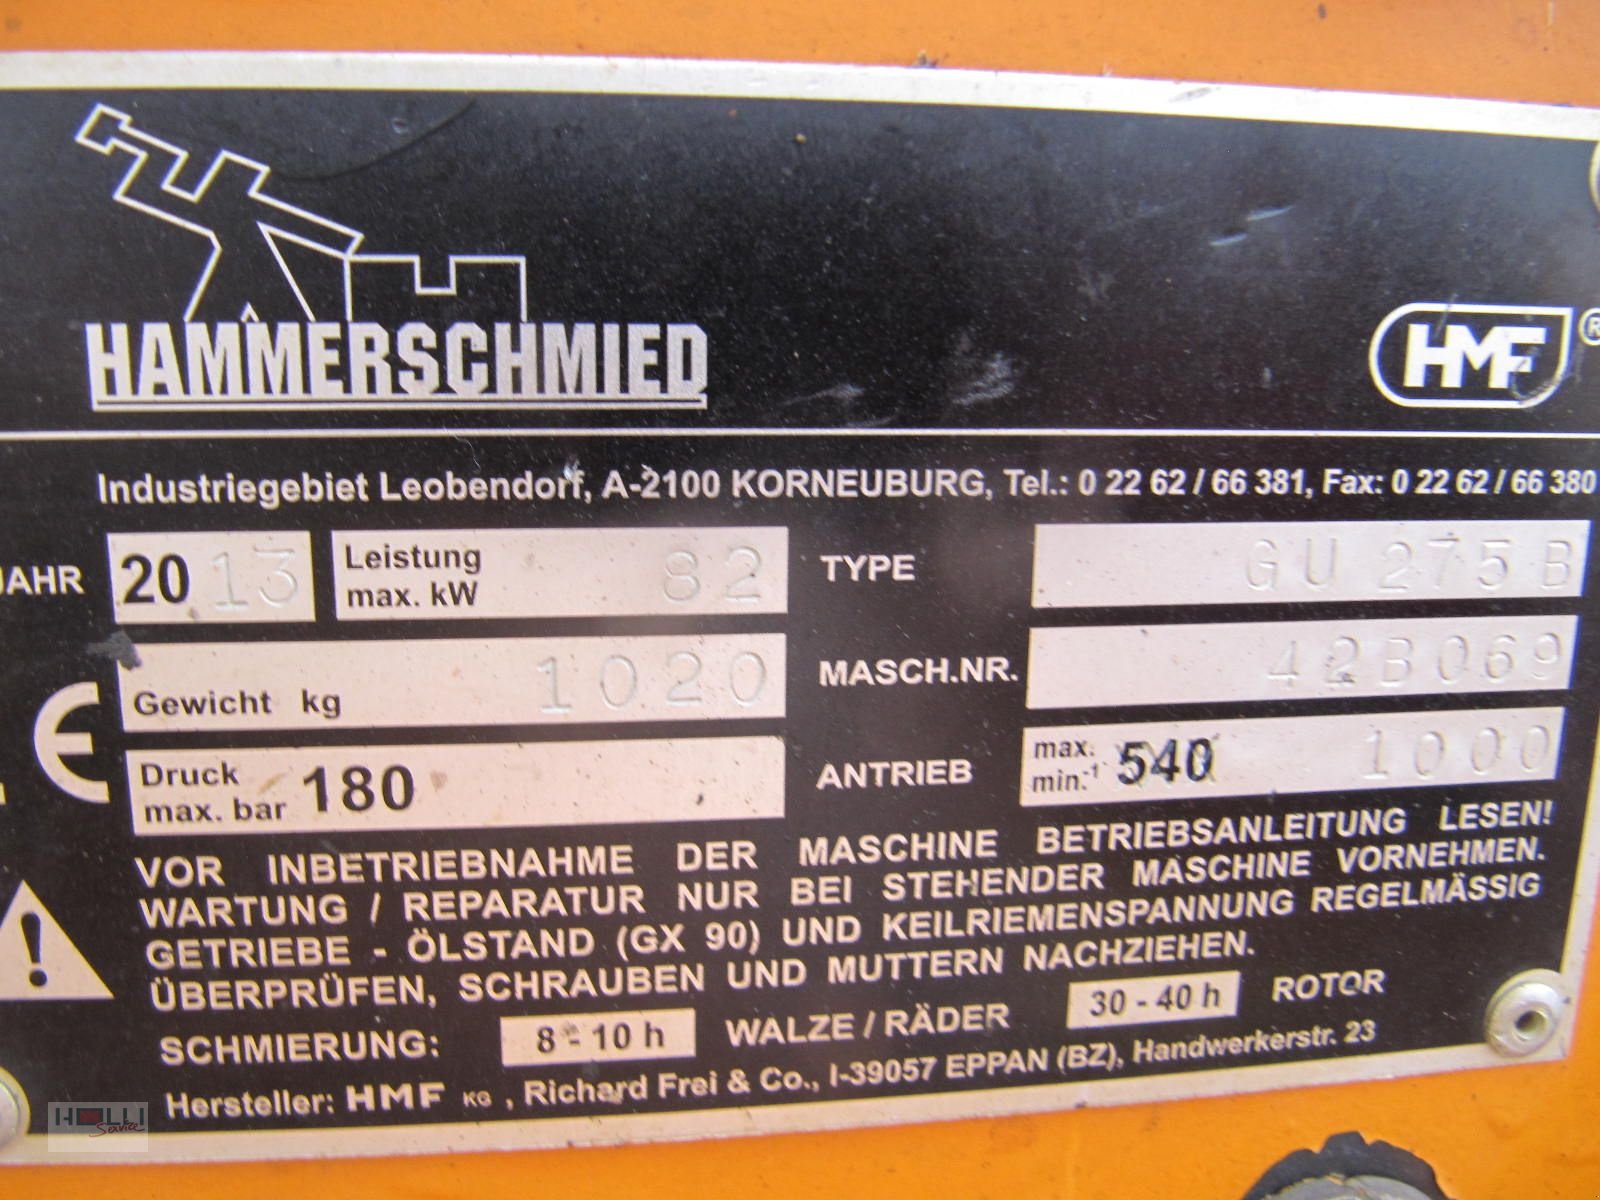 HAMMERSCHMIED
HMF ®
Industriegebiet Leobendorf, A-2100 KORNEUBURG, Tel.: 0 22 62 / 66 381, Fax: 0 22 62 / 66 380
JAHR 2013 Leistung max. kW 82 TYPE GU 275 B
Gewicht kg 1020 MASCH.NR. 42B069
CE
Druck max. bar 180 ANTRIEB max. min.-1 540 1000
VOR INBETRIEBNAHME DER MASCHINE BETRIEBSANLEITUNG LESEN!
WARTUNG / REPARATUR NUR BEI STEHENDER MASCHINE VORNEHMEN.
GETRIEBE - ÖLSTAND (GX 90) UND KEILRIEMENSPANNUNG REGELMÄSSIG
ÜBERPRÜFEN, SCHRAUBEN UND MUTTERN NACHZIEHEN.
SCHMIERUNG: 8 - 10 h WALZE / RÄDER 30 - 40 h ROTOR
Hersteller: HMF KG , Richard Frei & Co., I-39057 EPPAN (BZ), Handwerkerstr. 23
HOLLI
Service